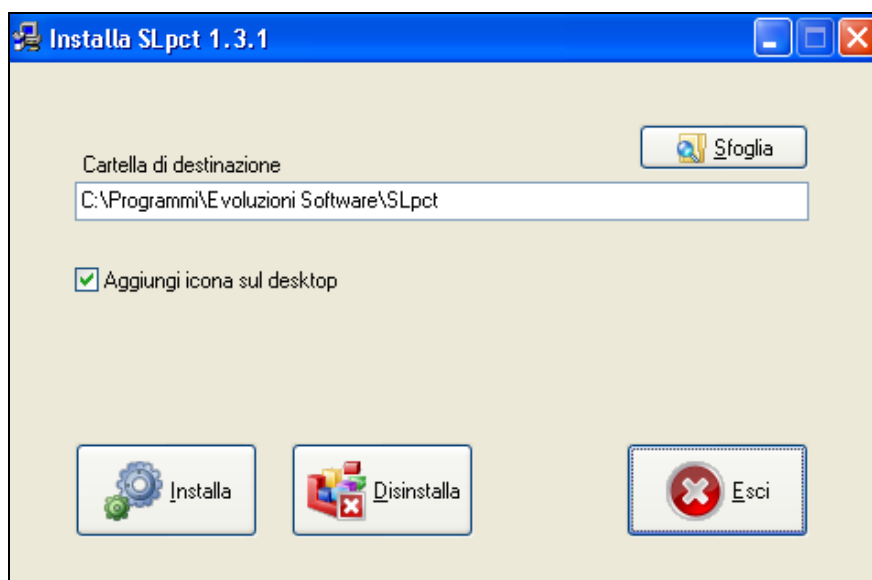 Installa SLpct 1.3.1
Sfoglia
Cartella di destinazione
C:\Programmi\Evoluzioni Software\SLpct
Aggiungi icona sul desktop
Installa
Disinstalla
Esci